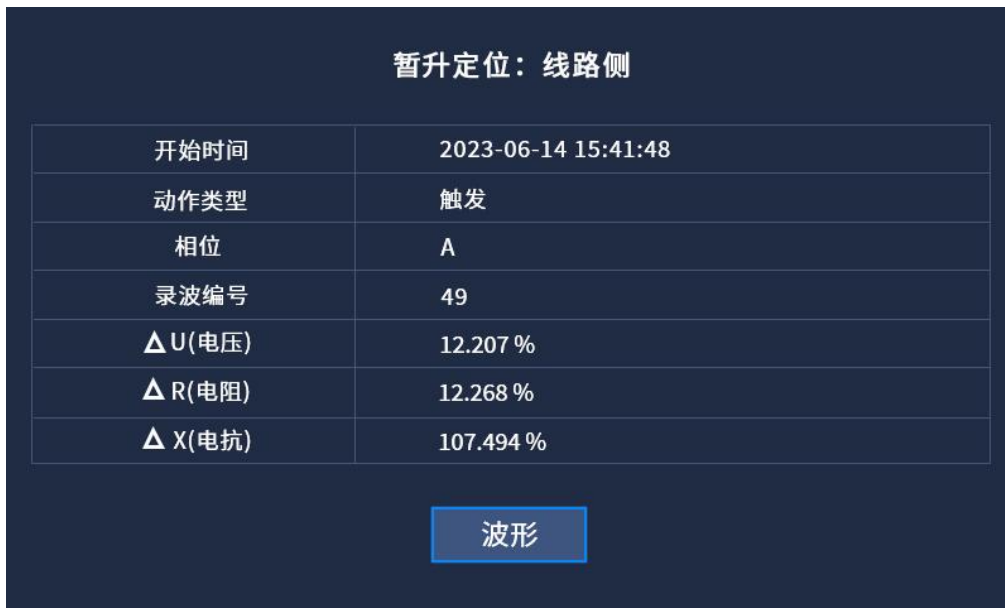 暂升定位：线路侧
开始时间 2023-06-14 15:41:48
动作类型 触发
相位 A
录波编号 49
Δ U(电压) 12.207 %
Δ R(电阻) 12.268 %
Δ X(电抗) 107.494 %
波形